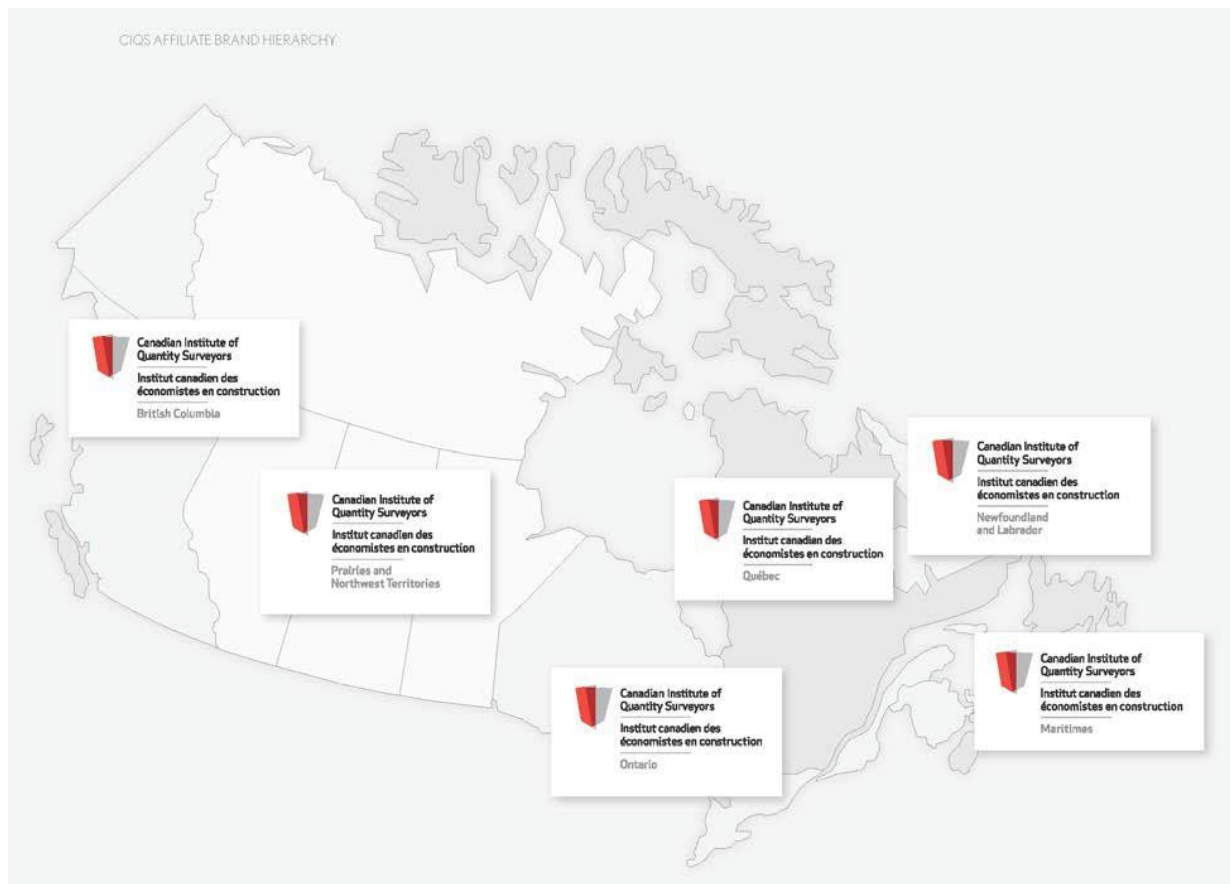 CIQS AFFILIATE BRAND HIERARCHY
Canadian Institute of
Quantity Surveyors
Institut canadien des
économistes en construction
British Columbia
Canadian Institute of
Quantity Surveyors
Institut canadien des
économistes en construction
Prairies and
Northwest Territories
Canadian Institute of
Quantity Surveyors
Institut canadien des
économistes en construction
Québec
Canadian Institute of
Quantity Surveyors
Institut canadien des
économistes en construction
Newfoundland
and Labrador
Canadian Institute of
Quantity Surveyors
Institut canadien des
économistes en construction
Ontario
Canadian Institute of
Quantity Surveyors
Institut canadien des
économistes en construction
Maritimes